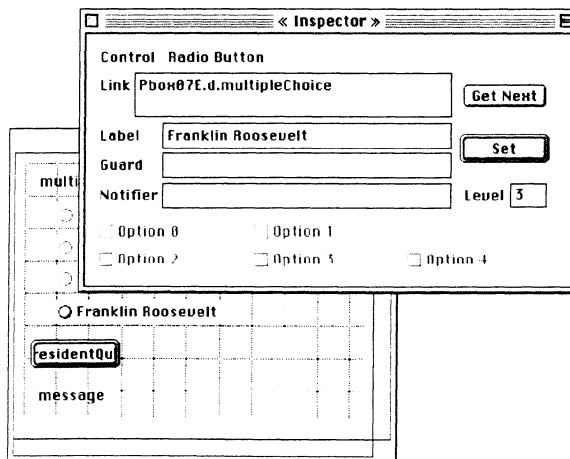 « Inspector »
Control Radio Button
Link Pbox07E.d.multipleChoice
Get Next
Label Franklin Roosevelt
Set
Guard
Notifier
Level 3
Option 0 Option 1
Option 2 Option 3 Option 4
multi
Franklin Roosevelt
residentQu
message